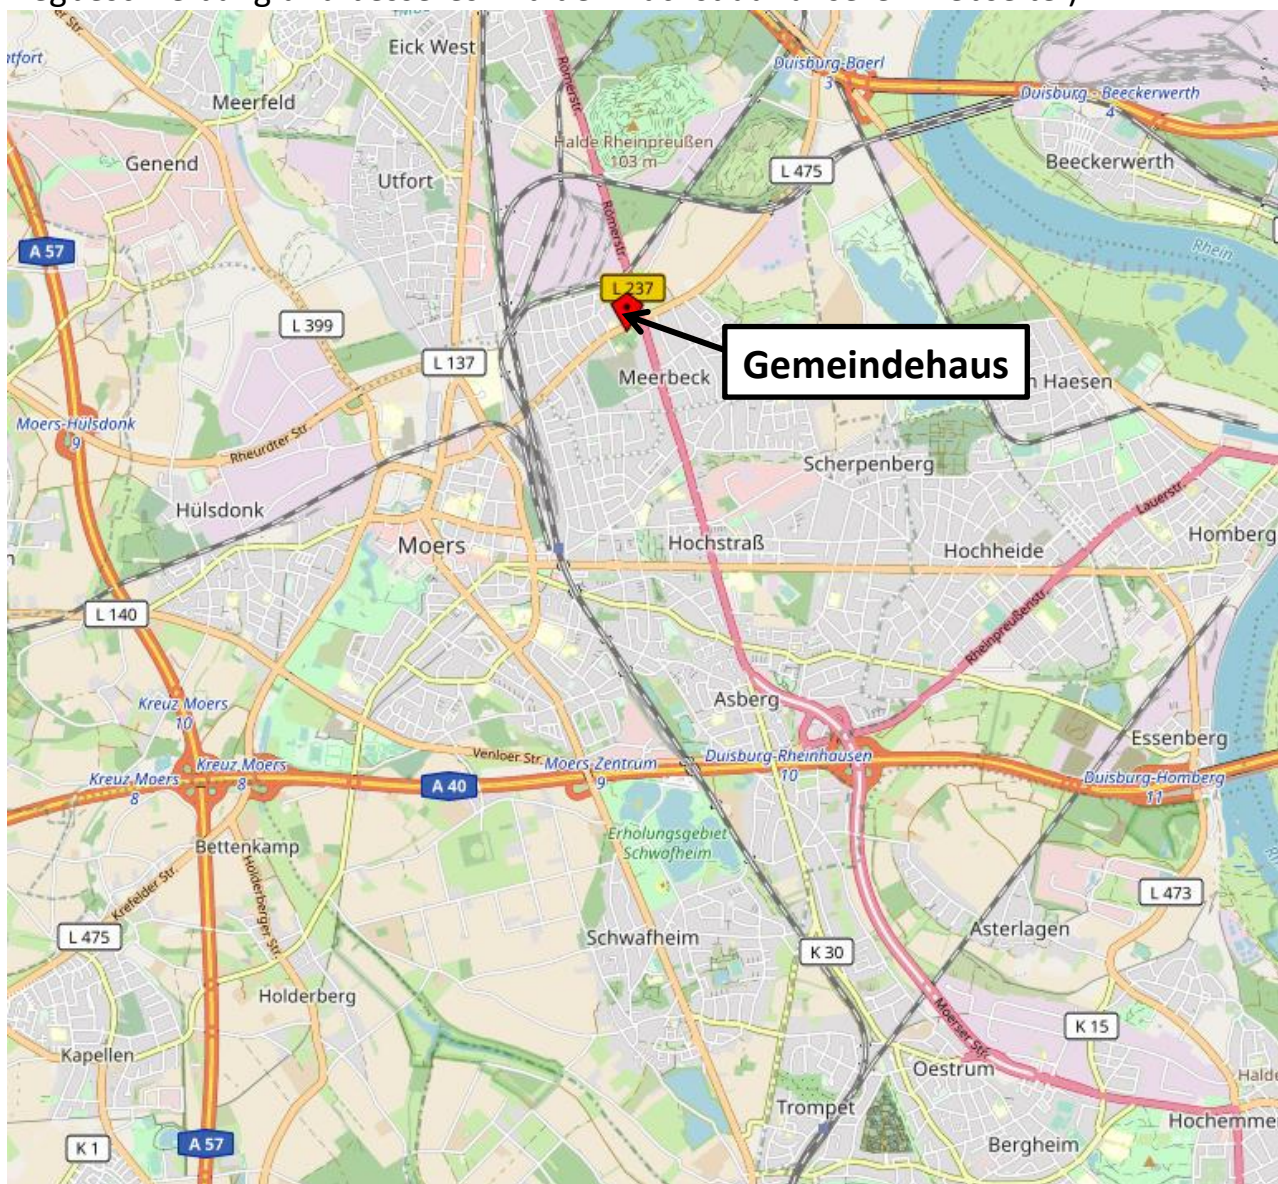 Eick West
Duisburg-Baerl
3
Römerstr.
Duisburg - Beeckerwerth
4
Meerfeld
Halde Rheinpreußen
103 m
Genend
Utfort
L 475
Beeckerwerth
Römerstr.
A 57
Rhein
L 237
L 399
L 137
Gemeindehaus
Meerbeck
n Haesen
Moers-Hülsdonk
9
Rheurdter Str.
Scherpenberg
Hülsdonk
Lauerstr.
Moers
Hochstraß
Hochheide
Homberg
L 140
Rheinpreußenstr.
Asberg
Kreuz Moers
10
Essenberg
Venloer Str.
Moers-Zentrum
9
Duisburg-Rheinhausen
10
Kreuz Moers
8
Kreuz Moers
8
Duisburg-Homberg
11
A 40
Erholungsgebiet
Schwafheim
Bettenkamp
Krefelder Str.
Holderberger Str.
L 473
L 475
Schwafheim
Asterlagen
K 30
Holderberg
Moerser Str.
K 15
Kapellen
Oestrum
Halde
Trompet
Hochemme
K 1
A 57
Bergheim